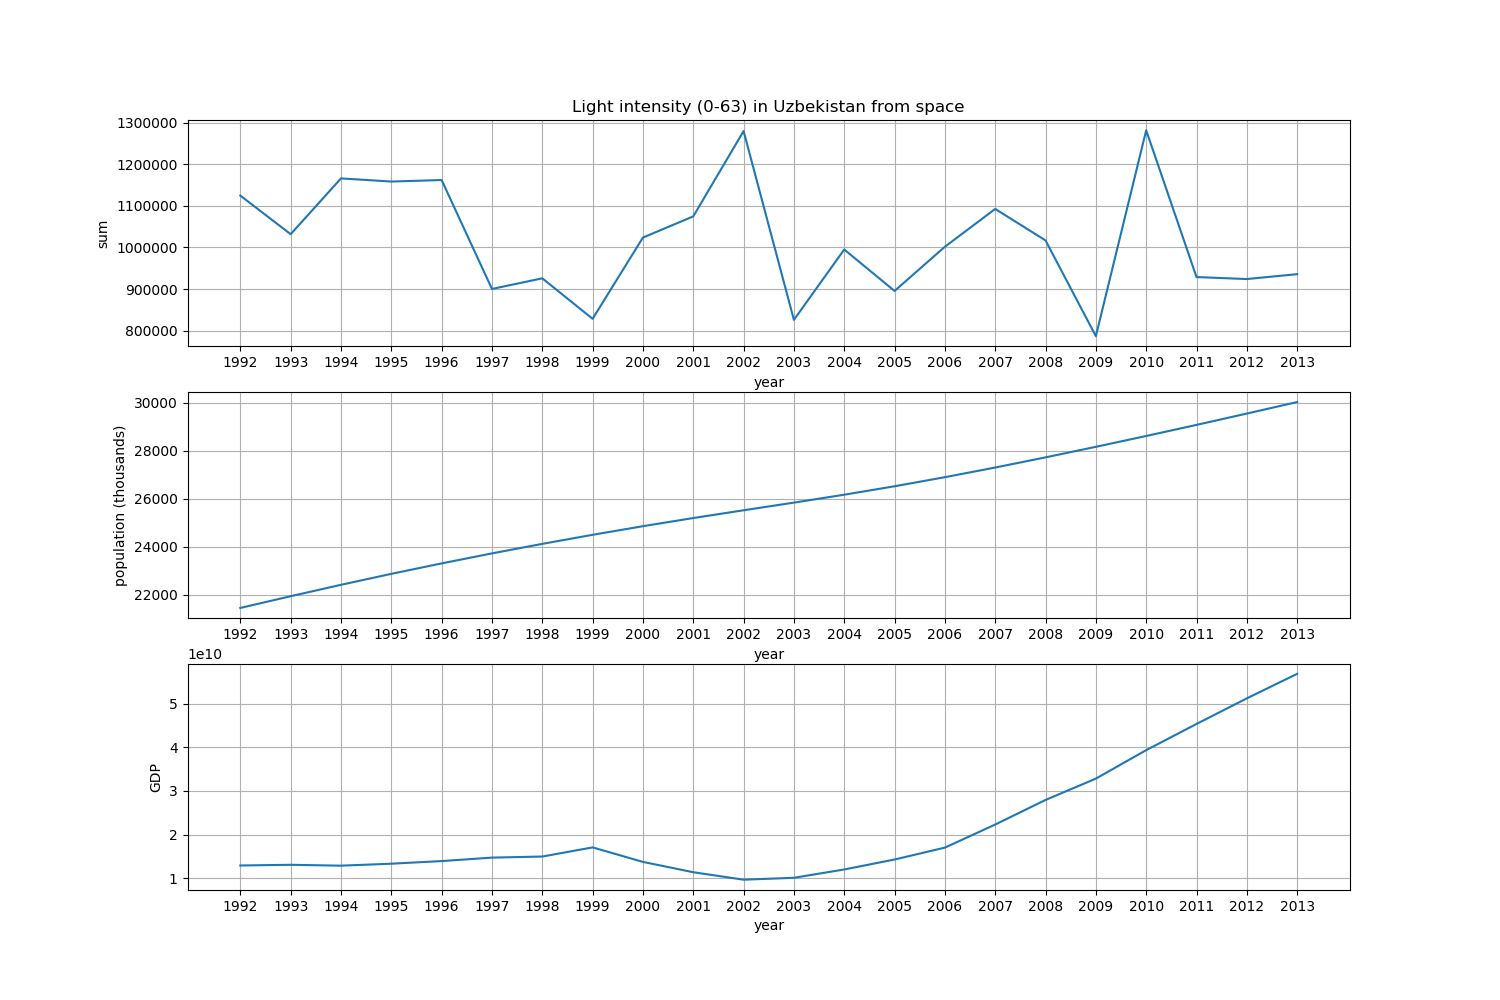 Light intensity (0-63) in Uzbekistan from space
1300000
1200000
1100000
1000000
900000
800000
sum
1992 1993 1994 1995 1996 1997 1998 1999 2000 2001 2002 2003 2004 2005 2006 2007 2008 2009 2010 2011 2012 2013
year
30000
28000
26000
24000
22000
population (thousands)
1992 1993 1994 1995 1996 1997 1998 1999 2000 2001 2002 2003 2004 2005 2006 2007 2008 2009 2010 2011 2012 2013
year
1e10
5
4
3
2
1
GDP
1992 1993 1994 1995 1996 1997 1998 1999 2000 2001 2002 2003 2004 2005 2006 2007 2008 2009 2010 2011 2012 2013
year